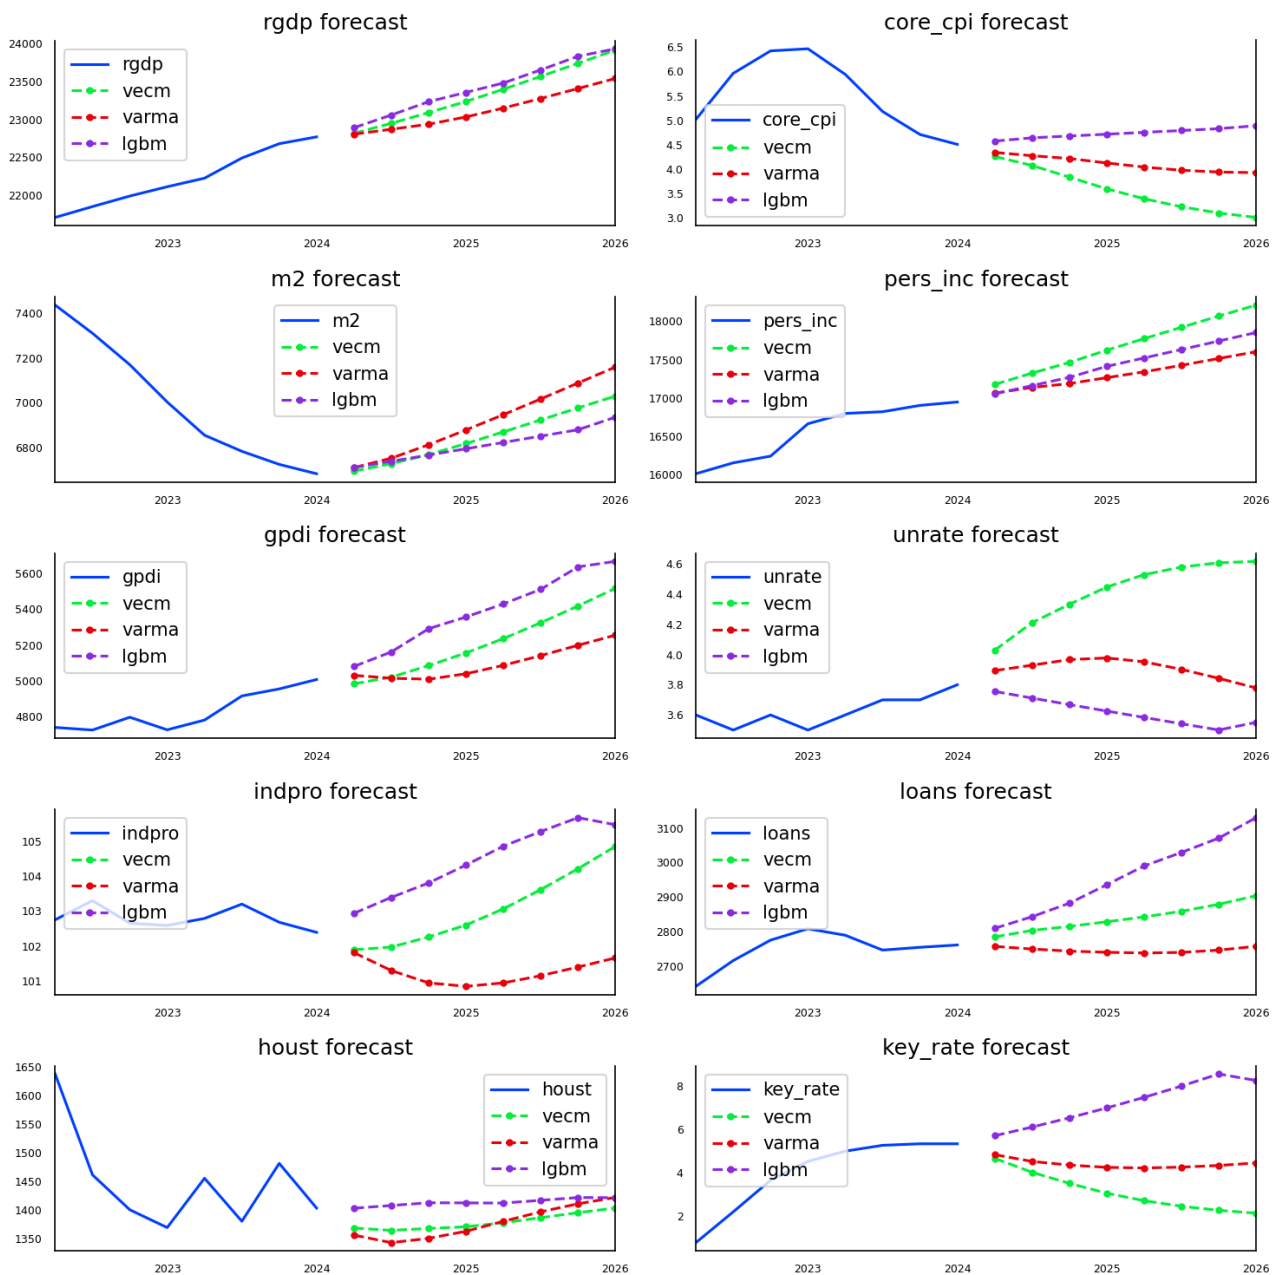 rgdp forecast
24000
23500
23000
22500
22000
rgdp
vecm
varma
lgbm
2023
2024
2025
2026
core_cpi forecast
6.5
6.0
5.5
5.0
4.5
4.0
3.5
3.0
core_cpi
vecm
varma
lgbm
2023
2024
2025
2026
m2 forecast
7400
7200
7000
6800
m2
vecm
varma
lgbm
2023
2024
2025
2026
pers_inc forecast
18000
17500
17000
16500
16000
pers_inc
vecm
varma
lgbm
2023
2024
2025
2026
gpdi forecast
5600
5400
5200
5000
4800
gpdi
vecm
varma
lgbm
2023
2024
2025
2026
unrate forecast
4.6
4.4
4.2
4.0
3.8
3.6
unrate
vecm
varma
lgbm
2023
2024
2025
2026
indpro forecast
105
104
103
102
101
indpro
vecm
varma
lgbm
2023
2024
2025
2026
loans forecast
3100
3000
2900
2800
2700
loans
vecm
varma
lgbm
2023
2024
2025
2026
houst forecast
1650
1600
1550
1500
1450
1400
1350
houst
vecm
varma
lgbm
2023
2024
2025
2026
key_rate forecast
8
6
4
2
key_rate
vecm
varma
lgbm
2023
2024
2025
2026